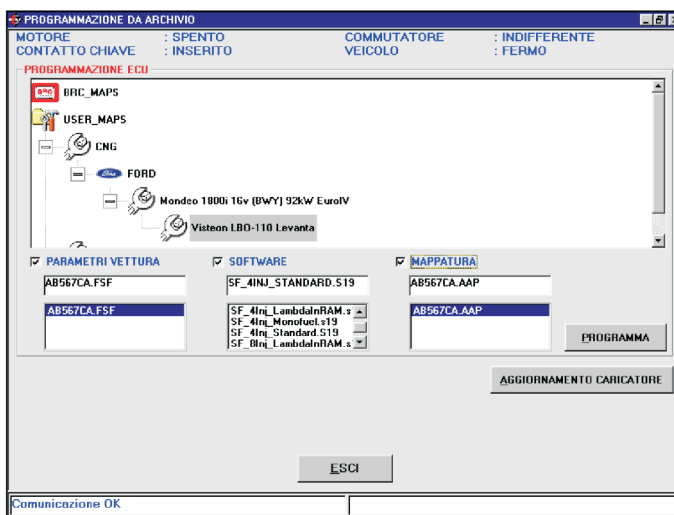 PROGRAMMAZIONE DA ARCHIVIO
MOTORE : SPENTO COMMUTATORE : INDIFFERENTE
CONTATTO CHIAVE : INSERITO VEICOLO : FERMO
PROGRAMMAZIONE ECU
BRC BRC_MAPS
USER_MAPS
CNG
Ford FORD
Mondeo 1800i 16v (BWY) 92kW EuroIV
Visteon LBO-110 Levanta
PARAMETRI VETTURA SOFTWARE MAPPATURA
AB567CA.FSF SF_4INJ_STANDARD.S19 AB567CA.AAP
AB567CA.FSF SF_4Inj_LambdaInRAM.s AB567CA.AAP
SF_4Inj_Monofuel.s19
SF_4Inj_Standard.S19
SF_8Inj_LambdaInRAM.s
PROGRAMMA
AGGIORNAMENTO CARICATORE
ESCI
Comunicazione OK